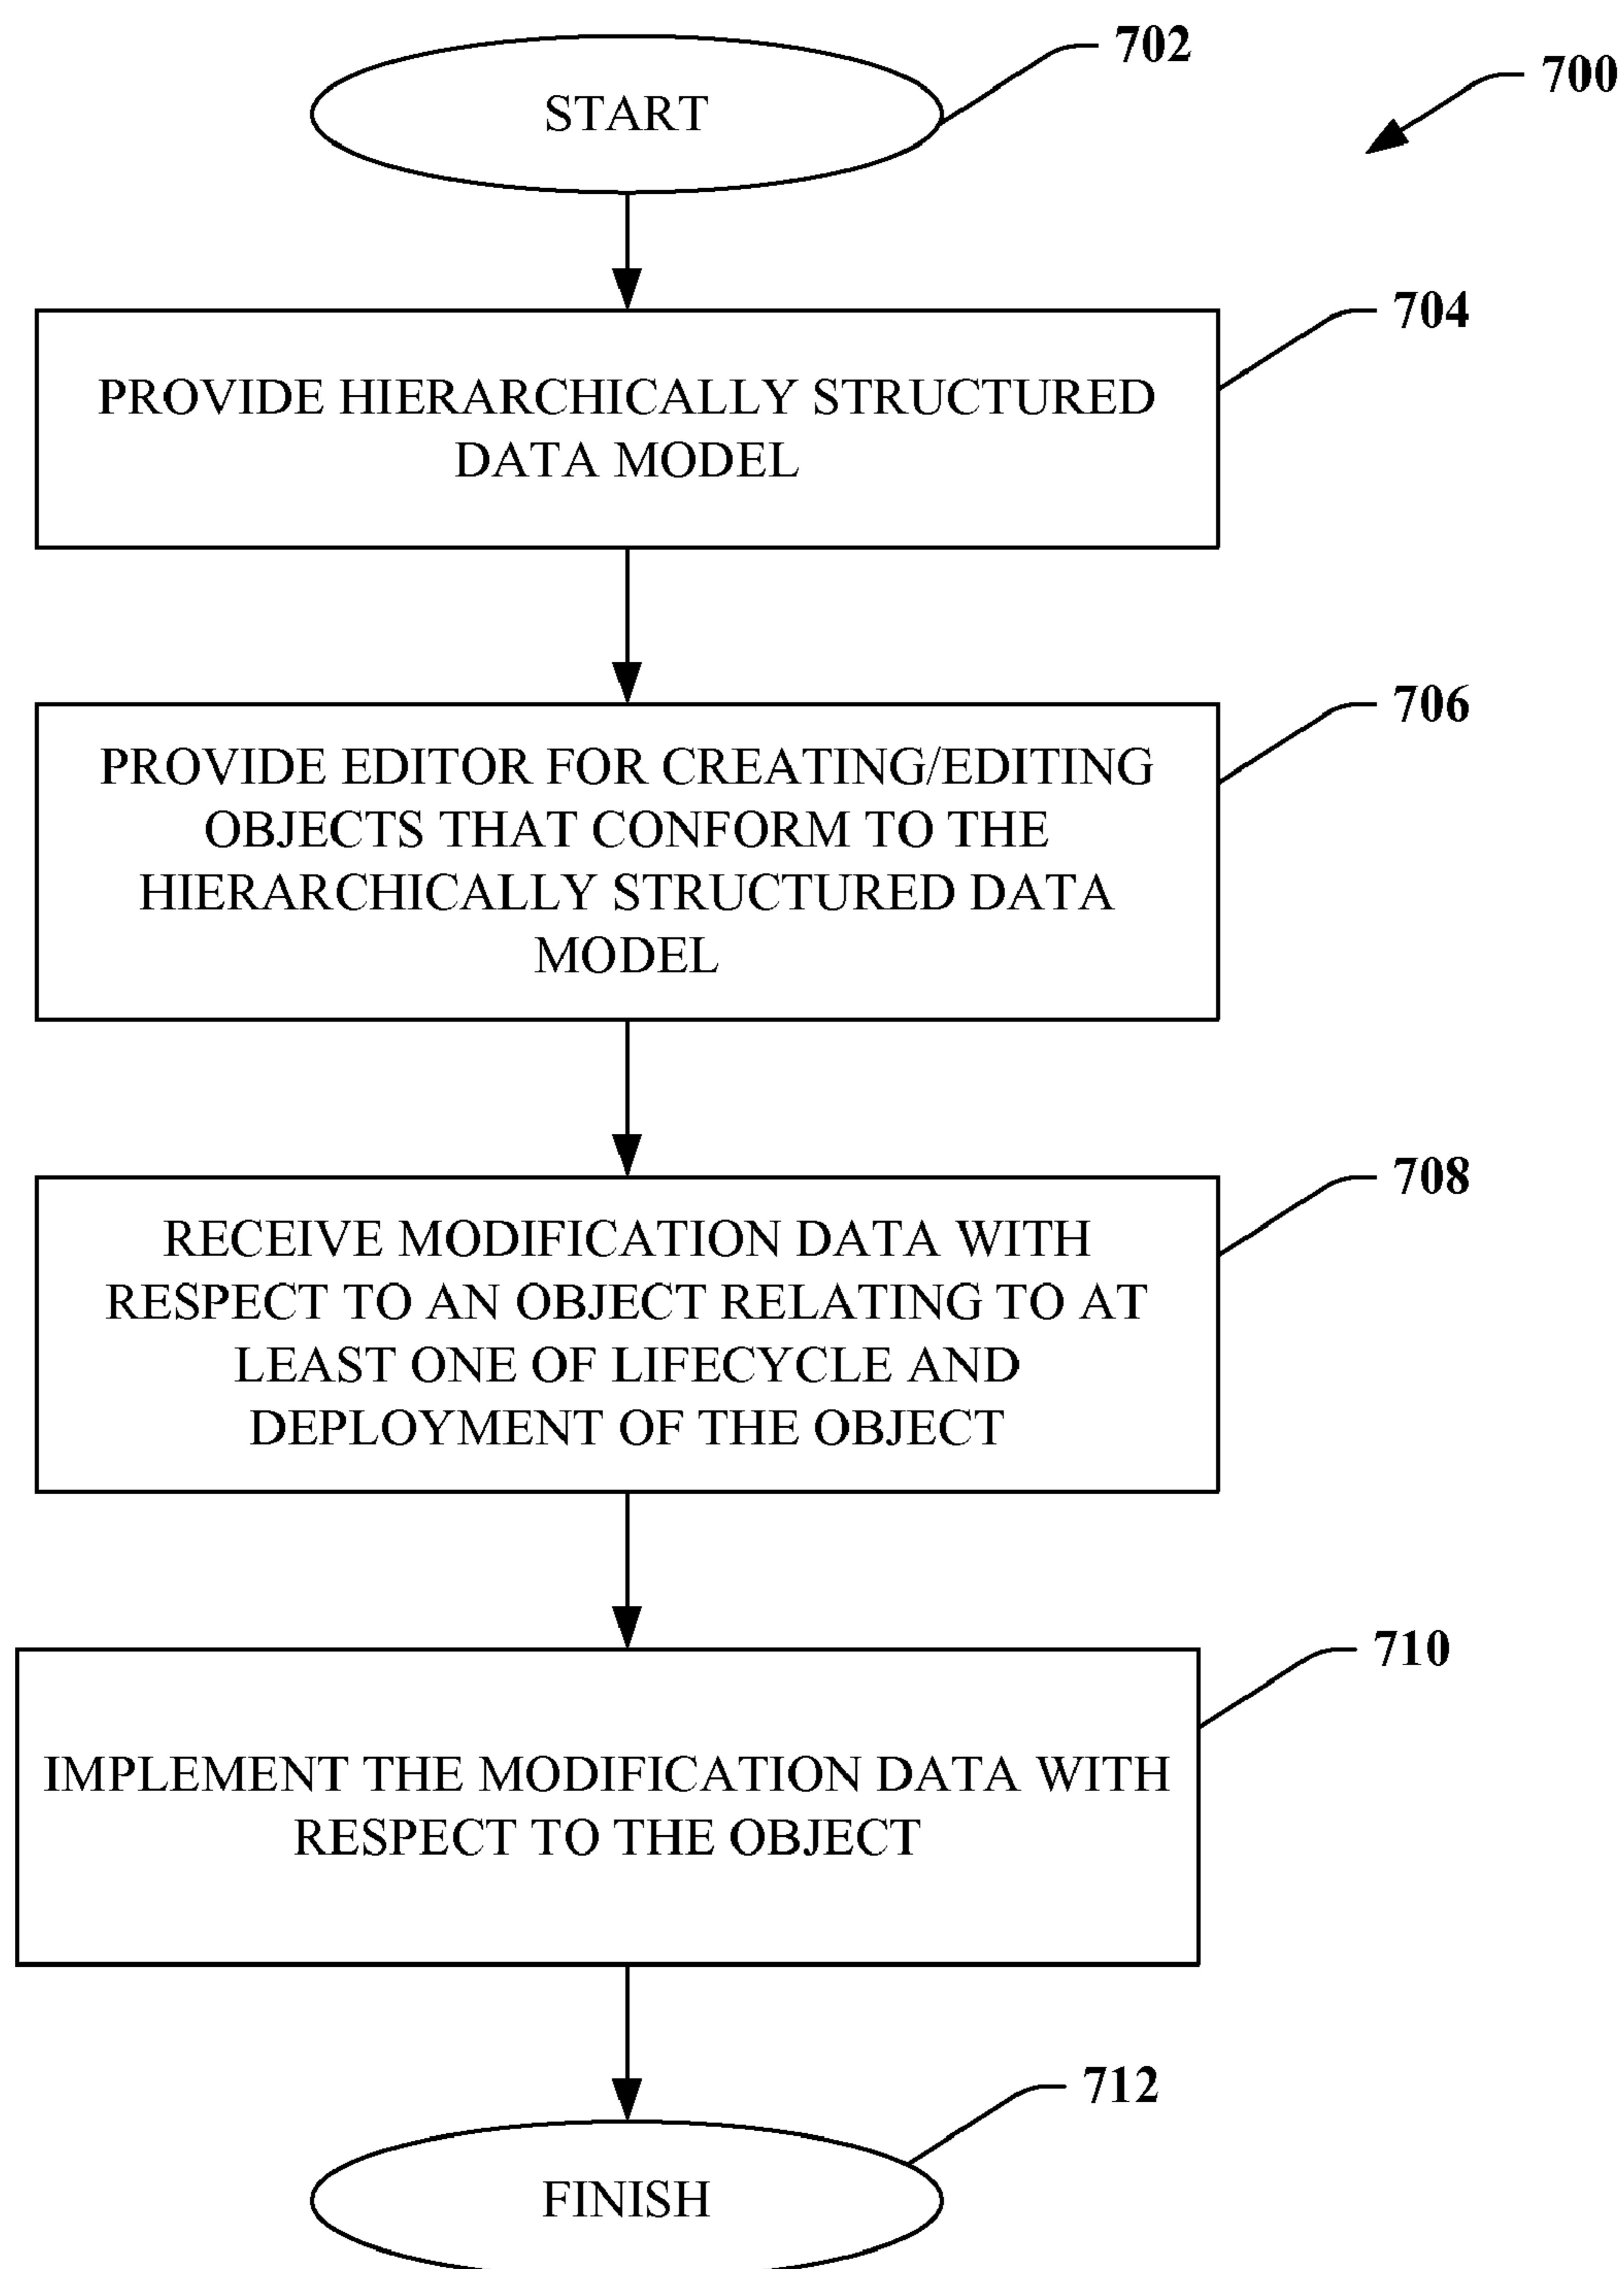 702
700
START
704
PROVIDE HIERARCHICALLY STRUCTURED
DATA MODEL
706
PROVIDE EDITOR FOR CREATING/EDITING
OBJECTS THAT CONFORM TO THE
HIERARCHICALLY STRUCTURED DATA
MODEL
708
RECEIVE MODIFICATION DATA WITH
RESPECT TO AN OBJECT RELATING TO AT
LEAST ONE OF LIFECYCLE AND
DEPLOYMENT OF THE OBJECT
710
IMPLEMENT THE MODIFICATION DATA WITH
RESPECT TO THE OBJECT
712
FINISH